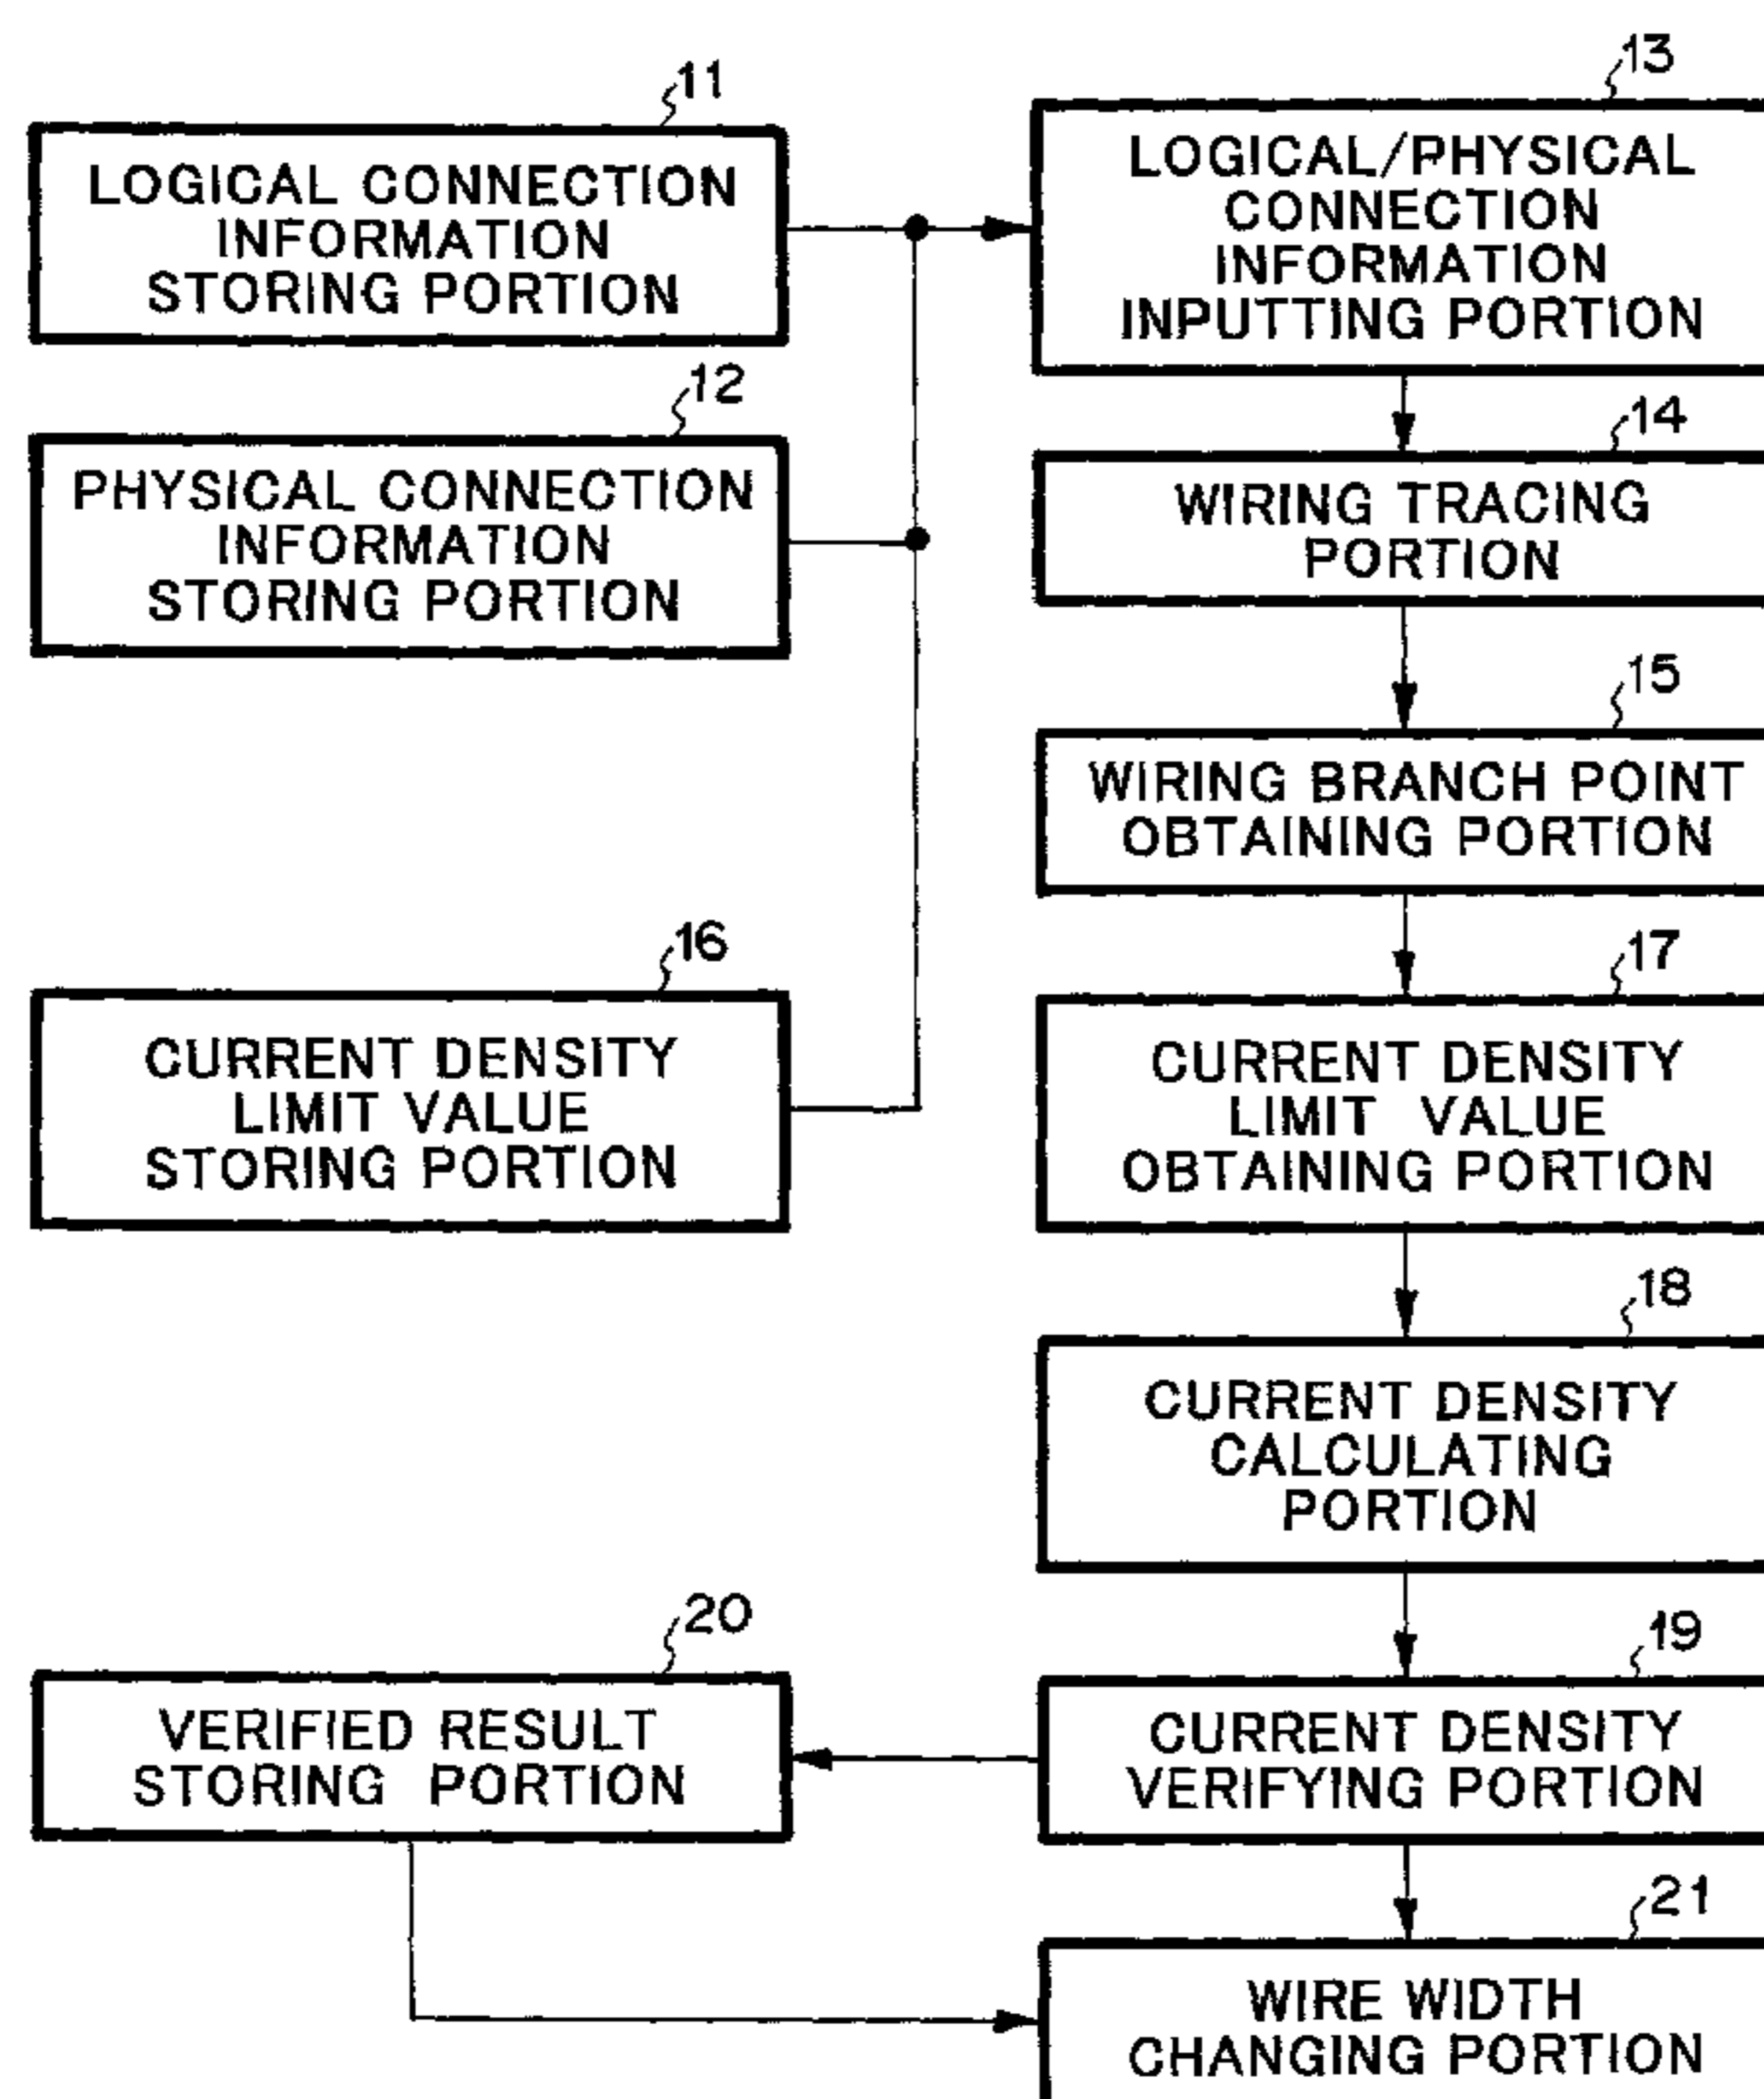 11
LOGICAL CONNECTION
INFORMATION
STORING PORTION
12
PHYSICAL CONNECTION
INFORMATION
STORING PORTION
13
LOGICAL/PHYSICAL
CONNECTION
INFORMATION
INPUTTING PORTION
14
WIRING TRACING
PORTION
15
WIRING BRANCH POINT
OBTAINING PORTION
16
CURRENT DENSITY
LIMIT VALUE
STORING PORTION
17
CURRENT DENSITY
LIMIT VALUE
OBTAINING PORTION
18
CURRENT DENSITY
CALCULATING
PORTION
19
CURRENT DENSITY
VERIFYING PORTION
20
VERIFIED RESULT
STORING PORTION
21
WIRE WIDTH
CHANGING PORTION